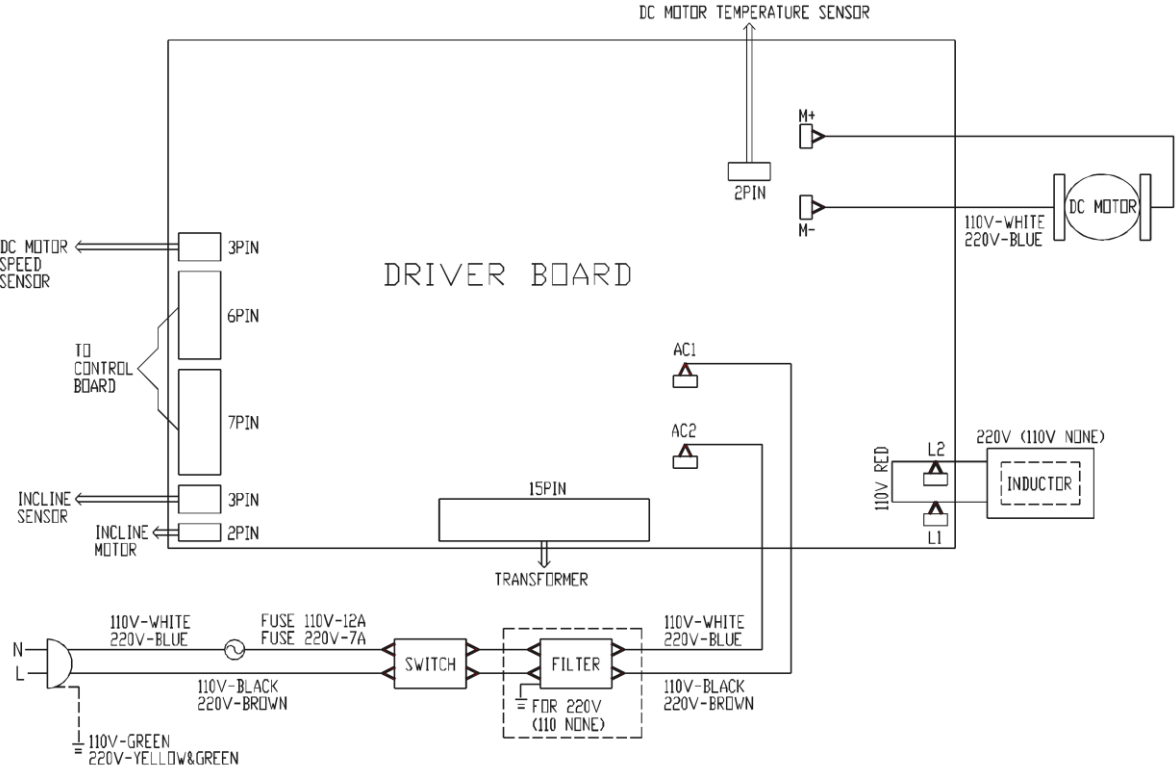 DC MOTOR TEMPERATURE SENSOR
M+
2PIN
M-
DC MOTOR
110V-WHITE
220V-BLUE
DC MOTOR
SPEED
SENSOR
3PIN
DRIVER BOARD
6PIN
TO
CONTROL
BOARD
7PIN
AC1
AC2
220V (110V NONE)
L2
110V RED
INDUCTOR
L1
INCLINE
SENSOR
3PIN
15PIN
INCLINE
MOTOR
2PIN
TRANSFORMER
110V-WHITE
220V-BLUE
FUSE 110V-12A
FUSE 220V-7A
110V-WHITE
220V-BLUE
N
L
SWITCH
FILTER
110V-BLACK
220V-BROWN
FOR 220V
(110 NONE)
110V-BLACK
220V-BROWN
110V-GREEN
220V-YELLOW&GREEN